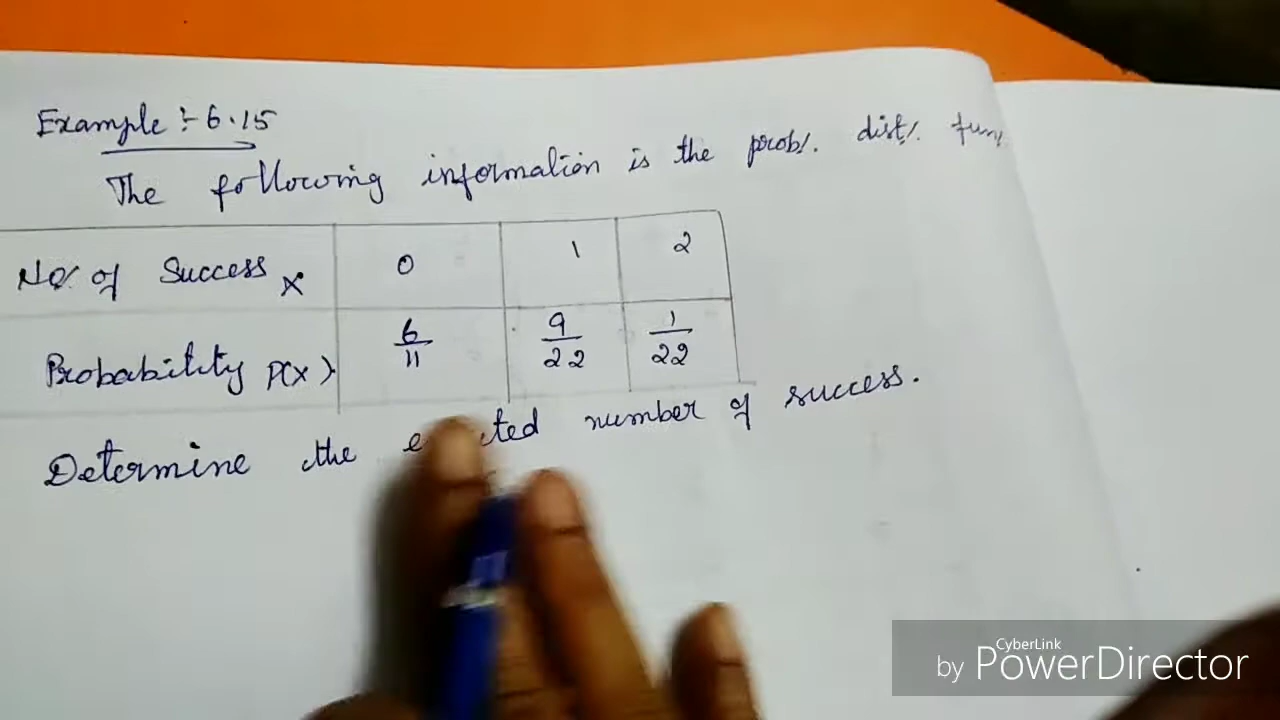 Example :- 6.15
The following information is the prob/. dist/. fun/.
No/. of Success X 0 1 2
Probability P(X) 6/11 9/22 1/22
Determine the number of success.
CyberLink
by PowerDirector